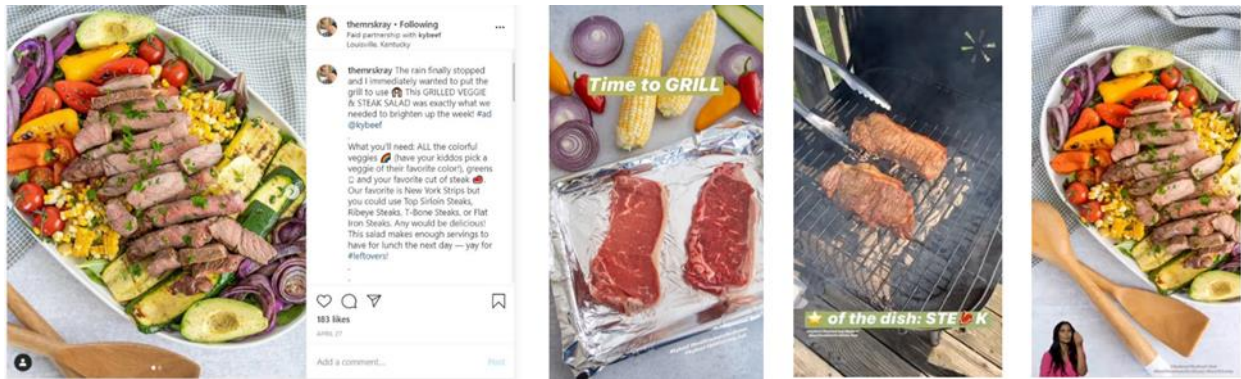 themrskray • Following
Paid partnership with kybeef
Louisville, Kentucky
themrskray The rain finally stopped
and I immediately wanted to put the
grill to use 🙈 This GRILLED VEGGIE
& STEAK SALAD was exactly what we
needed to brighten up the week! #ad
@kybeef
.
What you'll need: ALL the colorful
veggies 🌈 (have your kiddos pick a
veggie of their favorite color!), greens
and your favorite cut of steak 🥩
Our favorite is New York Strips but
you could use Top Sirloin Steaks,
Ribeye Steaks, T-Bone Steaks, or Flat
Iron Steaks. Any would be delicious!
This salad makes enough servings to
have for lunch the next day — yay for
#leftovers!
.
.
183 likes
APRIL 27
Add a comment...
Post
Time to GRILL
⭐ of the dish: STE🥩K